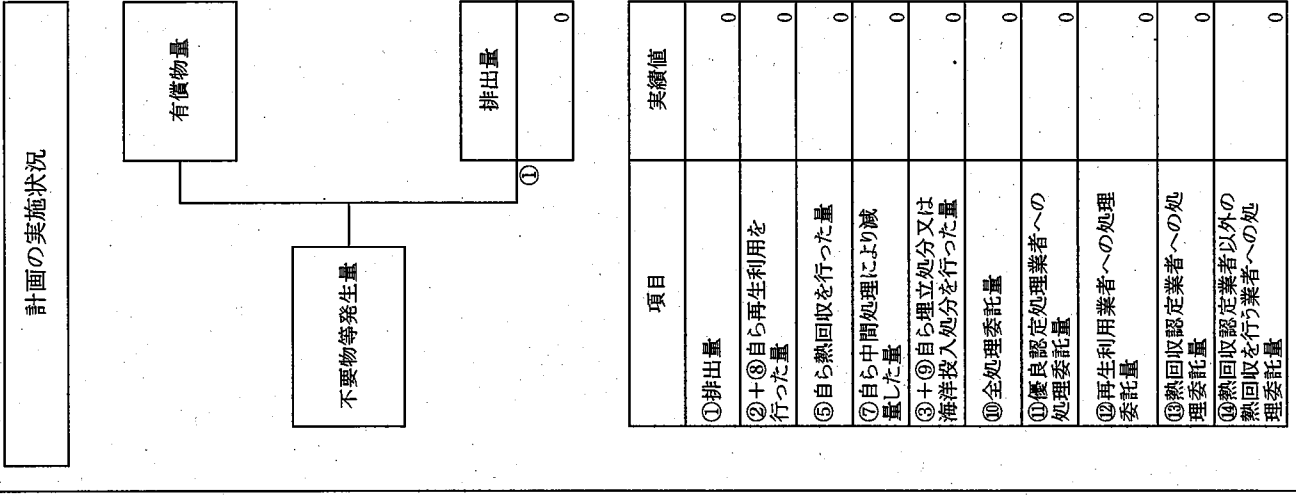 計画の実施状況
有償物量
不要物等発生量
①
排出量
0
項目
実績値
①排出量
0
②+⑧自ら再生利用を
行った量
0
⑤自ら熱回収を行った量
0
⑦自ら中間処理により減
量した量
0
③+⑨自ら埋立処分又は
海洋投入処分を行った量
0
⑩全処理委託量
0
⑪優良認定処理業者への
処理委託量
0
⑫再生利用業者への処理
委託量
0
⑬熱回収認定業者への処
理委託量
0
⑭熱回収認定業者以外の
熱回収を行う業者への処
理委託量
0